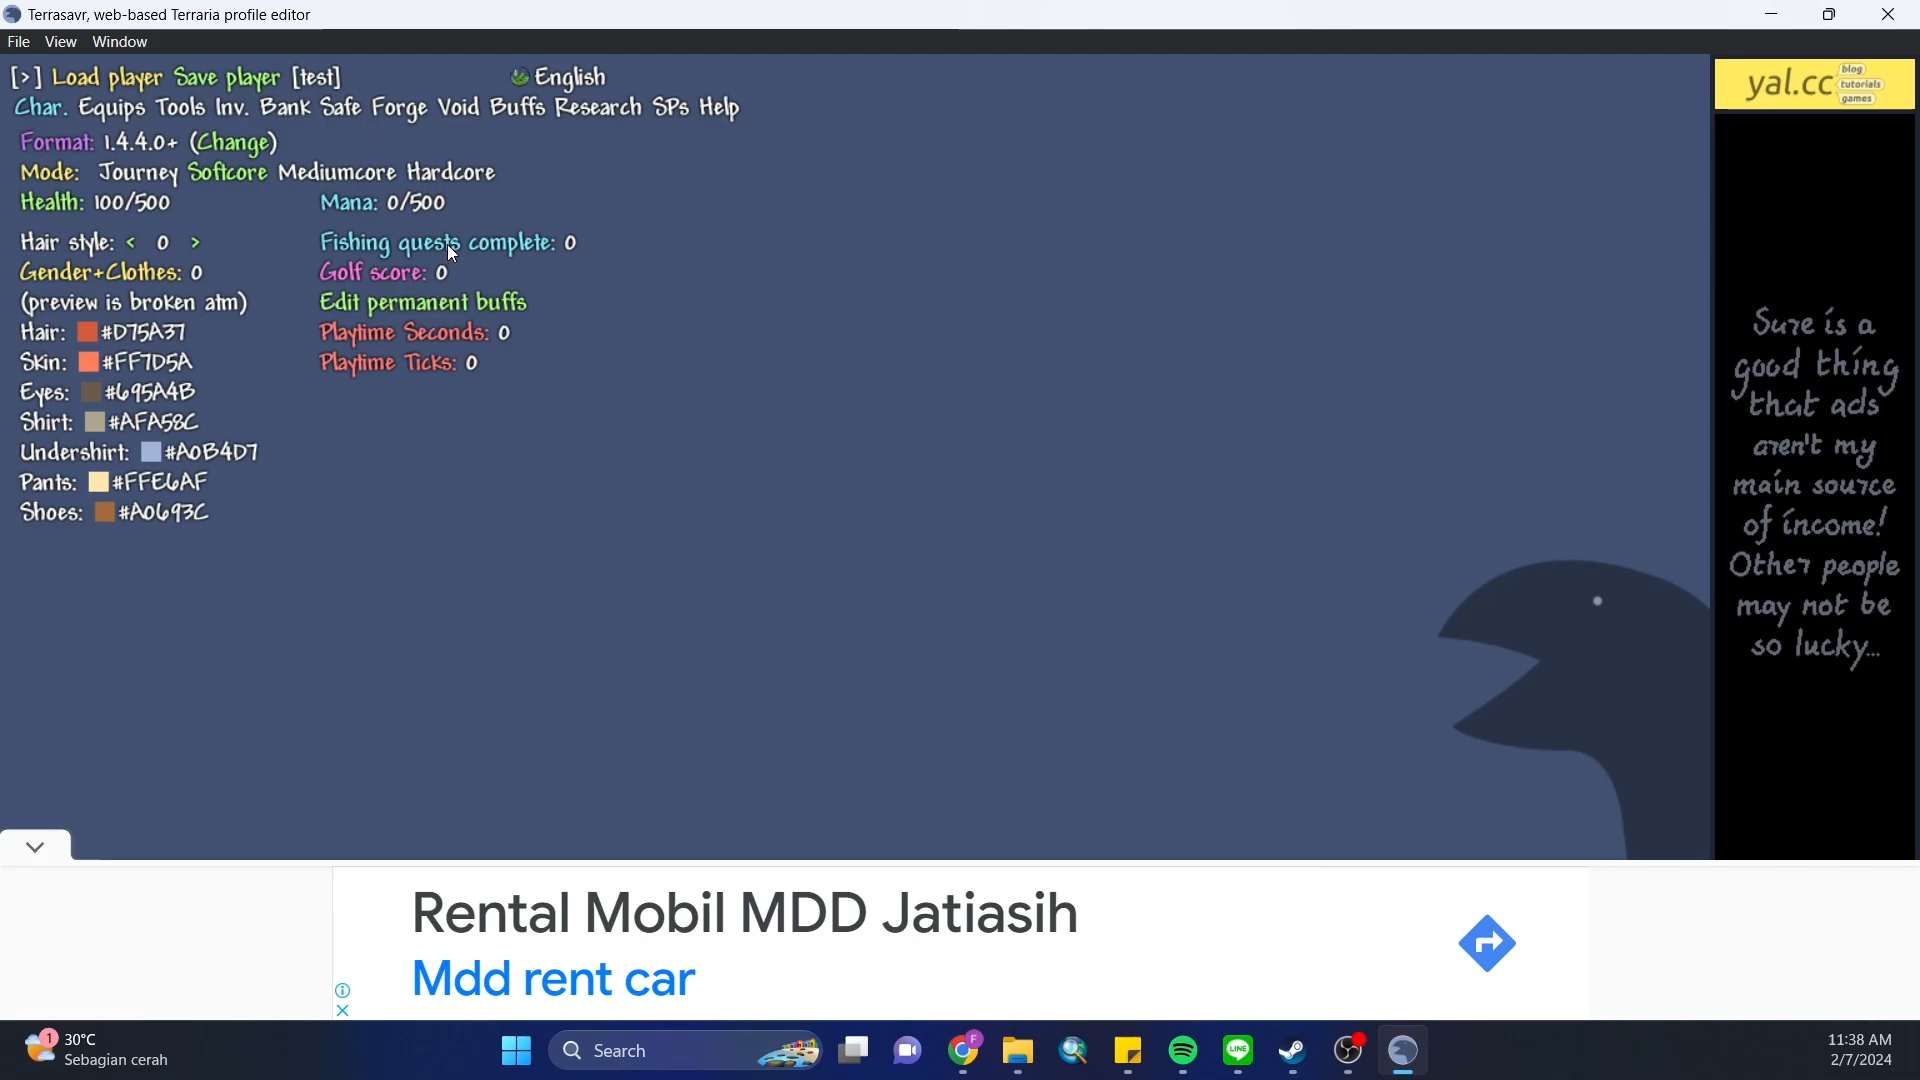 Terrasavr, web-based Terraria profile editor
File View Window
[>] Load player Save player [test] English
Char. Equips Tools Inv. Bank Safe Forge Void Buffs Research SPs Help
Format: 1.4.4.0+ (Change)
Mode: Journey Softcore Mediumcore Hardcore
Health: 100/500 Mana: 0/500
Hair style: < 0 > Fishing quests complete: 0
Gender+Clothes: 0 Golf score: 0
(preview is broken atm) Edit permanent buffs
Hair: #D75A37 Playtime Seconds: 0
Skin: #FF7D5A Playtime Ticks: 0
Eyes: #695A4B
Shirt: #AFA58C
Undershirt: #A0B4D7
Pants: #FFE6AF
Shoes: #A0693C
yal.cc blog
tutorials
games
Sure is a
good thing
that ads
aren't my
main source
of income!
Other people
may not be
so lucky...
Rental Mobil MDD Jatiasih
Mdd rent car
1 30°C
Sebagian cerah
Search
F
LINE
11:38 AM
2/7/2024